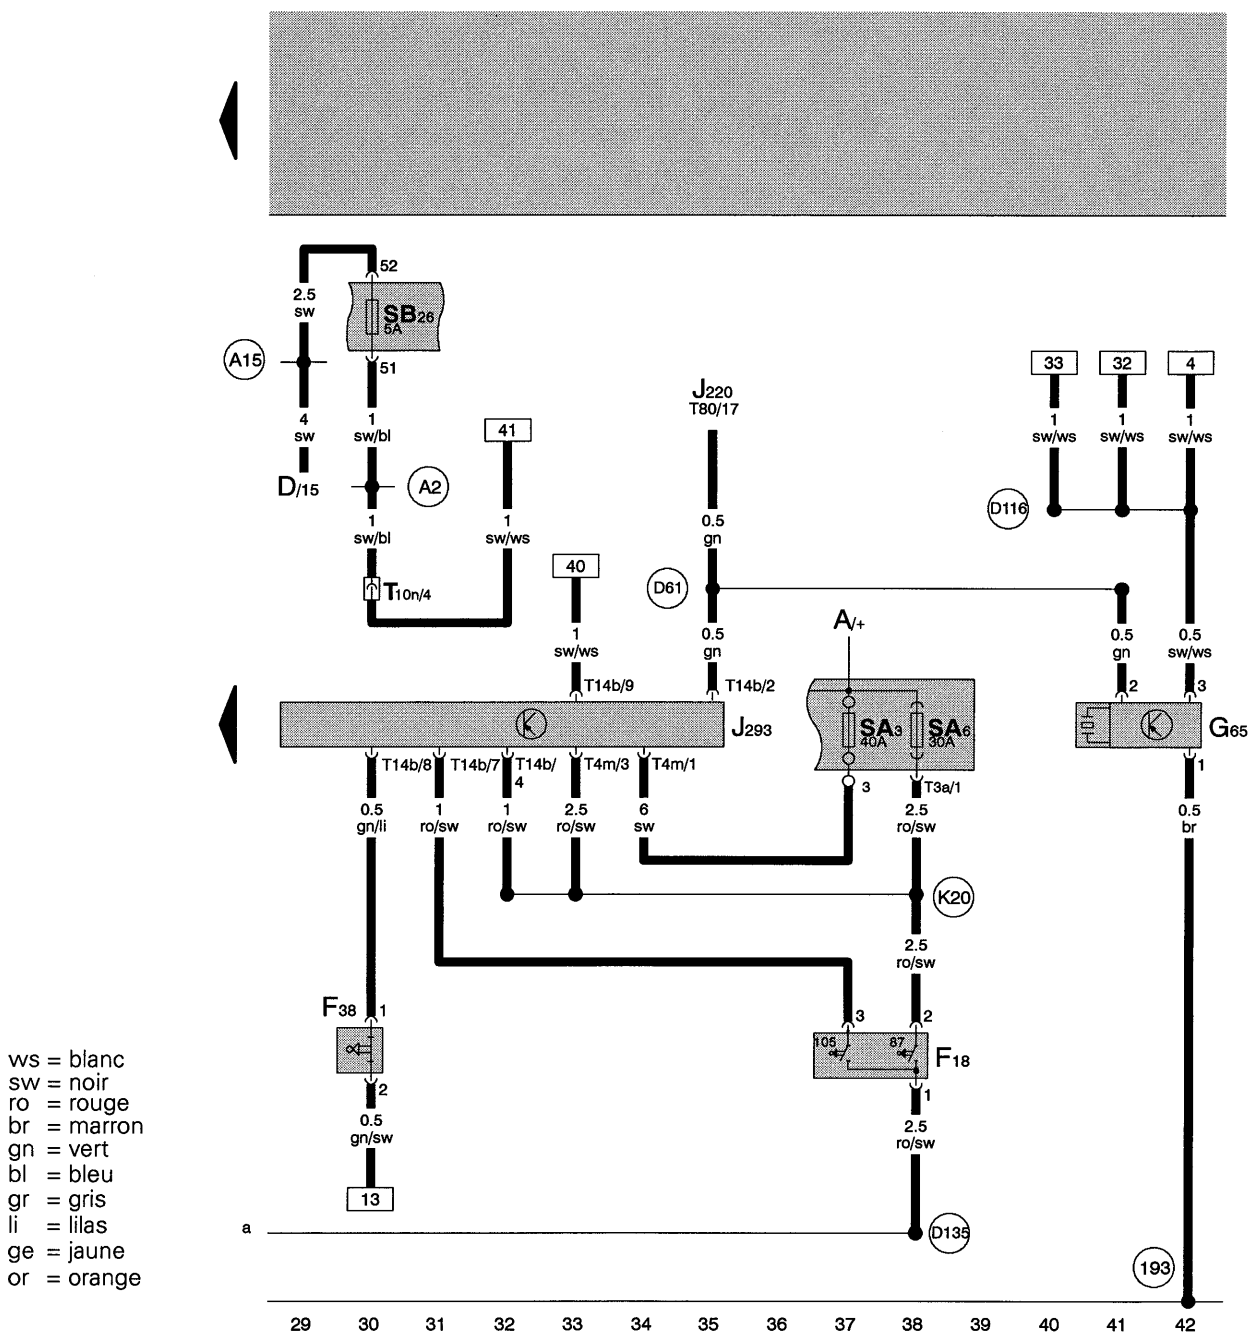 52
2.5
sw
SB26
5A
A15
51
33
32
4
J220
T80/17
4
sw
1
sw/bl
41
1
sw/ws
1
sw/ws
1
sw/ws
D/15
A2
D116
1
sw/bl
1
sw/ws
0.5
gn
40
T10n/4
D61
A/+
1
sw/ws
0.5
gn
0.5
gn
0.5
sw/ws
T14b/9
T14b/2
2
3
J293
SA3
40A
SA6
30A
G65
T14b/8
T14b/7
T14b/
4
T4m/3
T4m/1
3
T3a/1
1
0.5
gn/li
1
ro/sw
1
ro/sw
2.5
ro/sw
6
sw
2.5
ro/sw
0.5
br
K20
2.5
ro/sw
F38
1
3
2
105
87
F18
ws = blanc
sw = noir
ro = rouge
br = marron
gn = vert
bl = bleu
gr = gris
li = lilas
ge = jaune
or = orange
2
1
0.5
gn/sw
2.5
ro/sw
13
a
D135
193
29 30 31 32 33 34 35 36 37 38 39 40 41 42